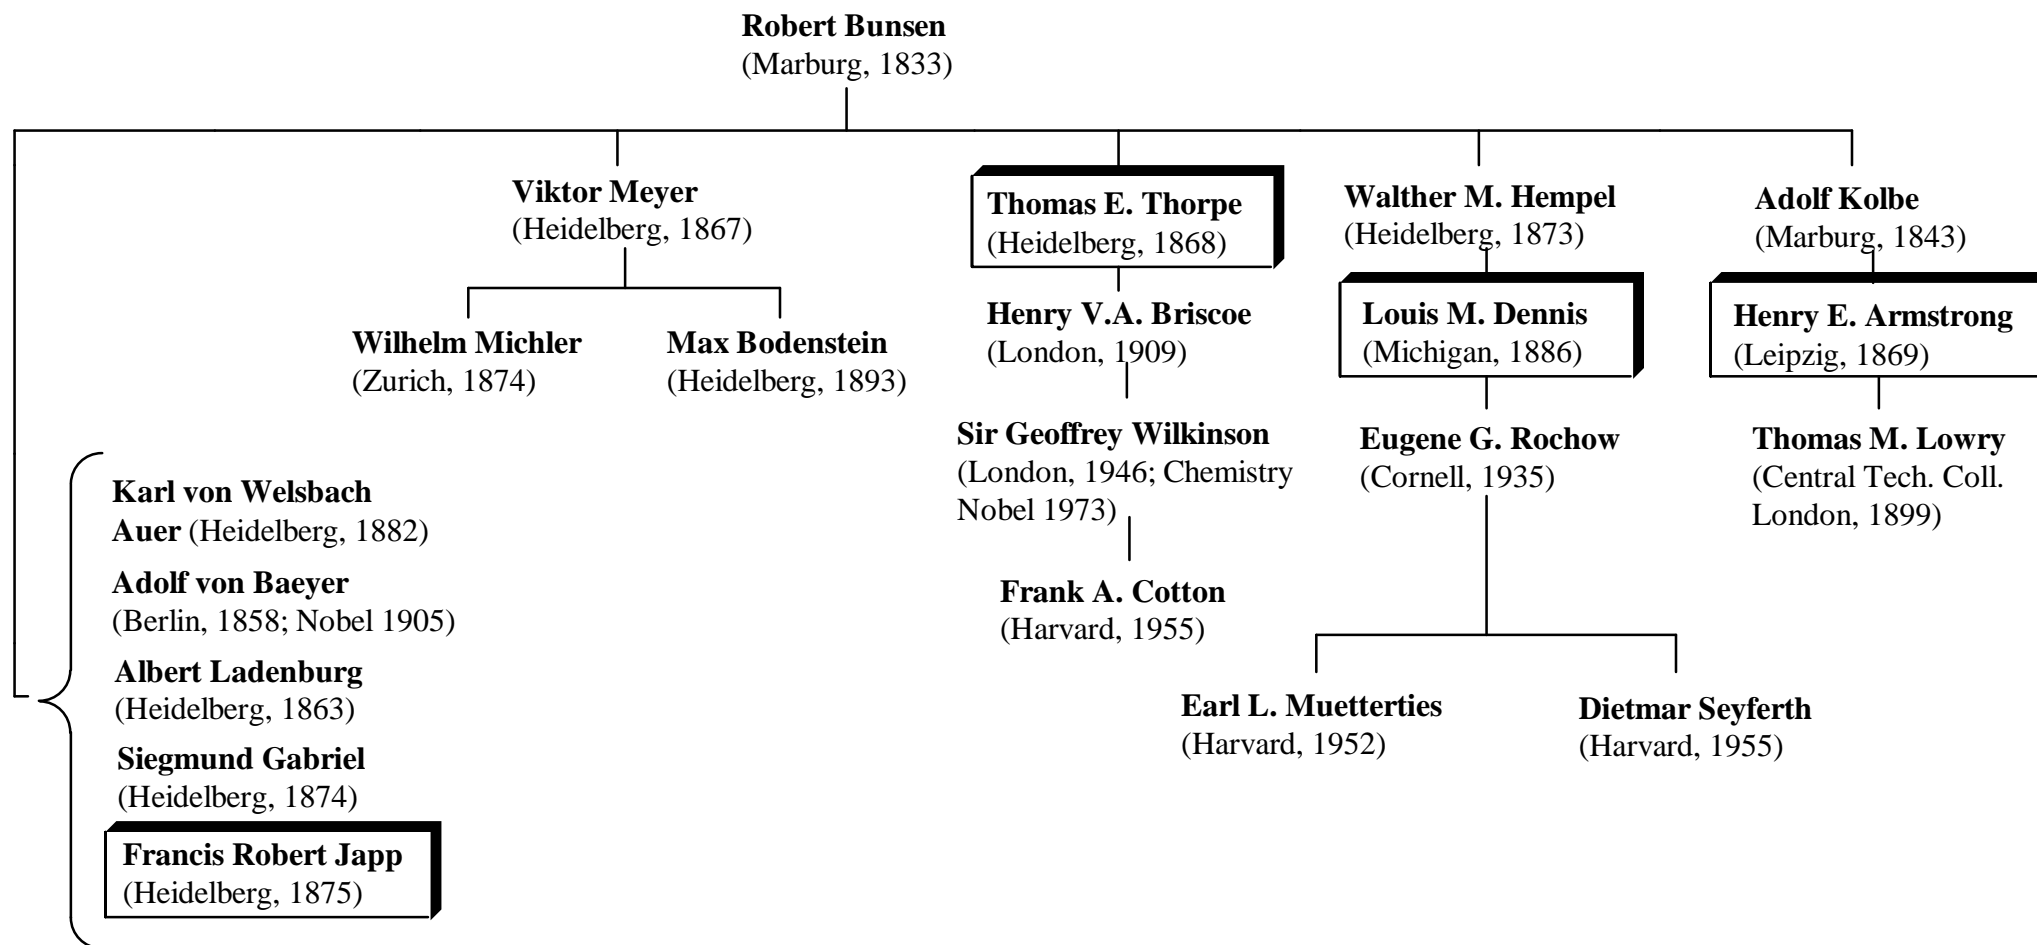 Robert Bunsen
(Marburg, 1833)
Viktor Meyer
(Heidelberg, 1867)
Thomas E. Thorpe
(Heidelberg, 1868)
Walther M. Hempel
(Heidelberg, 1873)
Adolf Kolbe
(Marburg, 1843)
Wilhelm Michler
(Zurich, 1874)
Max Bodenstein
(Heidelberg, 1893)
Henry V.A. Briscoe
(London, 1909)
Louis M. Dennis
(Michigan, 1886)
Henry E. Armstrong
(Leipzig, 1869)
Sir Geoffrey Wilkinson
(London, 1946; Chemistry
Nobel 1973)
Eugene G. Rochow
(Cornell, 1935)
Thomas M. Lowry
(Central Tech. Coll.
London, 1899)
Frank A. Cotton
(Harvard, 1955)
Earl L. Muetterties
(Harvard, 1952)
Dietmar Seyferth
(Harvard, 1955)
Karl von Welsbach
Auer (Heidelberg, 1882)
Adolf von Baeyer
(Berlin, 1858; Nobel 1905)
Albert Ladenburg
(Heidelberg, 1863)
Siegmund Gabriel
(Heidelberg, 1874)
Francis Robert Japp
(Heidelberg, 1875)